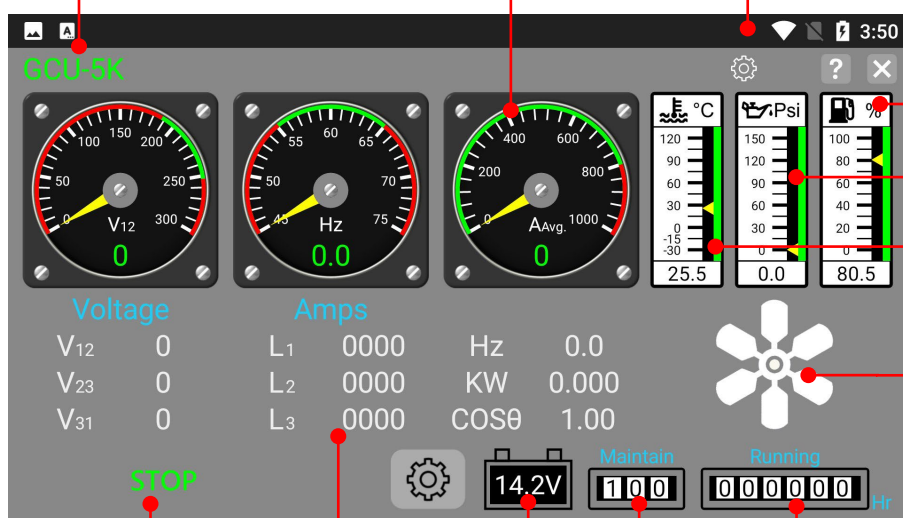 A
3:50
GCU-5K
?
0 50 100 150 200 250 300
V12
0
45 50 55 60 65 70 75
Hz
0.0
0 200 400 600 800 1000
AAvg.
0
°C
120
90
60
30
0
-15
-30
25.5
Psi
150
120
90
60
30
0
0.0
%
100
80
60
40
20
0
80.5
Voltage
V12 0
V23 0
V31 0
Amps
L1 0000
L2 0000
L3 0000
Hz 0.0
KW 0.000
COSθ 1.00
STOP
14.2V
Maintain
100
Running
000000
Hr